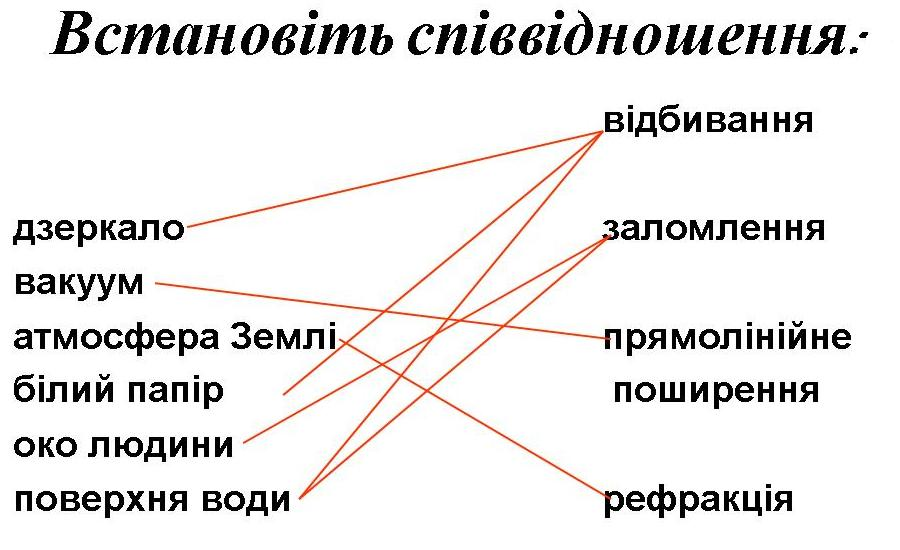 Встановіть співвідношення:
відбивання
дзеркало
заломлення
вакуум
атмосфера Землі
прямолінійне
білий папір
поширення
око людини
поверхня води
рефракція